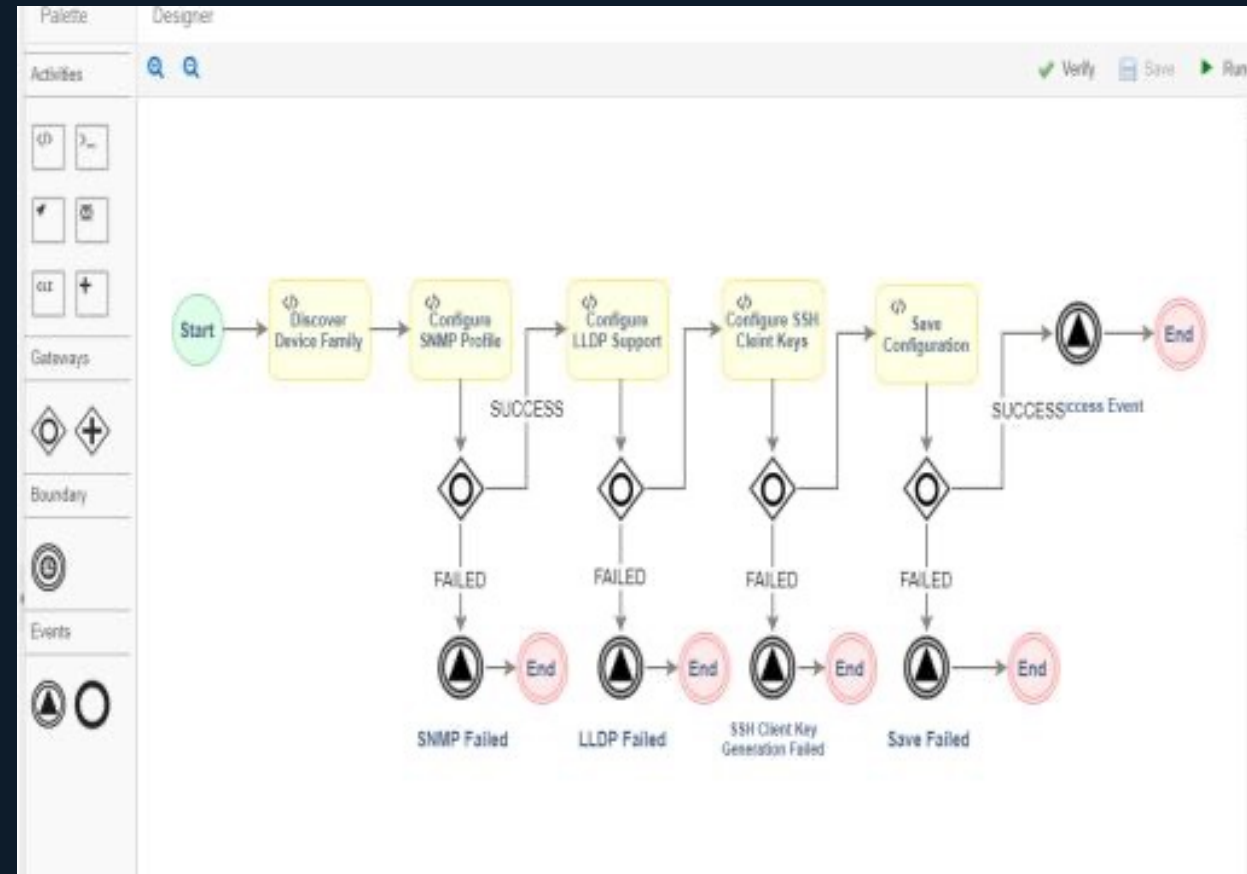 Palette
Designer
Activities
Verify
Save
Run
CLI
Gateways
Boundary
Events
Start
Discover
Device Family
Configure
SNMP Profile
Configure
LLDP Support
Configure SSH
Cleint Keys
Save
Configuration
End
SUCCESS
SUCCESS
ccess Event
FAILED
FAILED
FAILED
FAILED
End
End
End
End
SNMP Failed
LLDP Failed
SSH Client Key
Generation Failed
Save Failed